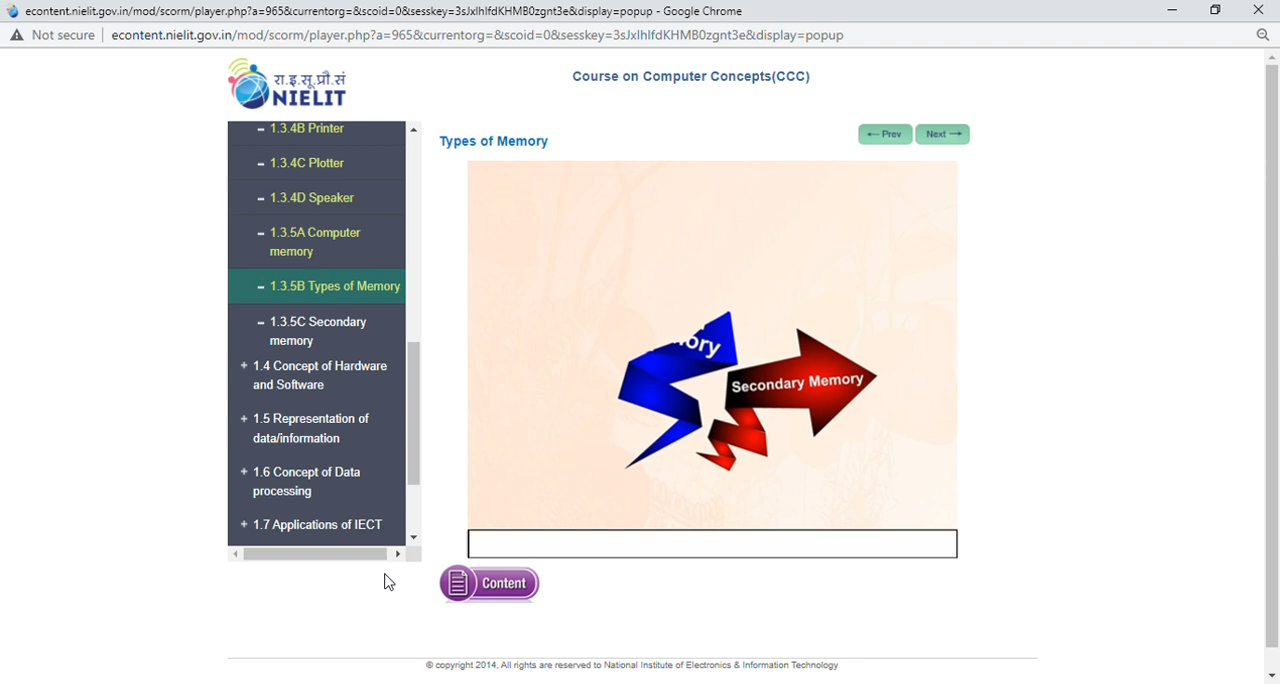 econtent.nielit.gov.in/mod/scorm/player.php?a=965&currentorg=&scoid=0&sesskey=3sJxlhlfdKHMB0zgnt3e&display=popup - Google Chrome
Not secure | econtent.nielit.gov.in/mod/scorm/player.php?a=965&currentorg=&scoid=0&sesskey=3sJxlhlfdKHMB0zgnt3e&display=popup
रा.इ.सू.प्रौ.सं
NIELIT
Course on Computer Concepts(CCC)
1.3.4B Printer
1.3.4C Plotter
1.3.4D Speaker
1.3.5A Computer
memory
1.3.5B Types of Memory
1.3.5C Secondary
memory
+ 1.4 Concept of Hardware
and Software
+ 1.5 Representation of
data/information
+ 1.6 Concept of Data
processing
+ 1.7 Applications of IECT
Types of Memory
← Prev
Next →
Secondary Memory
Content
© copyright 2014, All rights are reserved to National Institute of Electronics & Information Technology